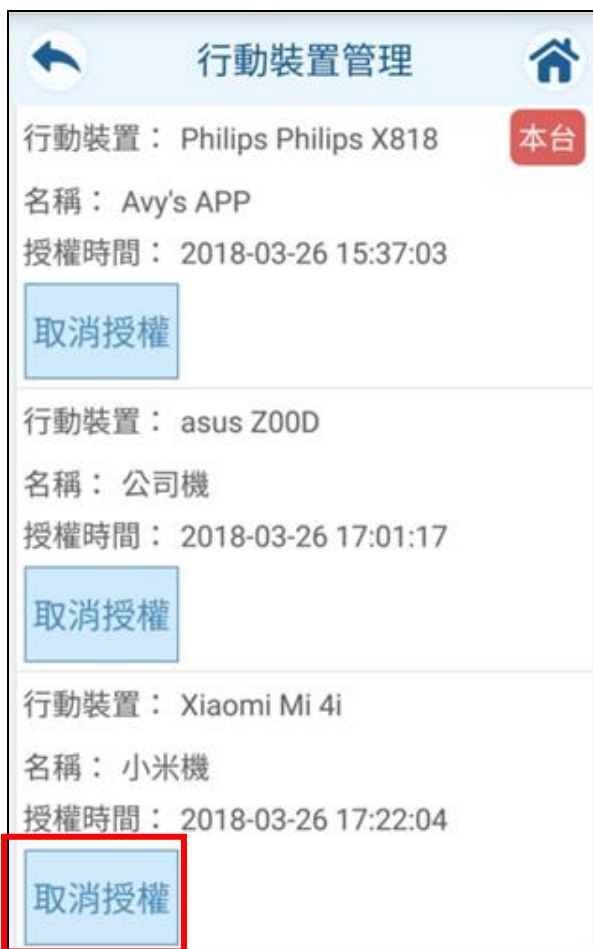 行動裝置管理
行動裝置： Philips Philips X818 本台
名稱： Avy's APP
授權時間： 2018-03-26 15:37:03
取消授權
行動裝置： asus Z00D
名稱： 公司機
授權時間： 2018-03-26 17:01:17
取消授權
行動裝置： Xiaomi Mi 4i
名稱： 小米機
授權時間： 2018-03-26 17:22:04
取消授權